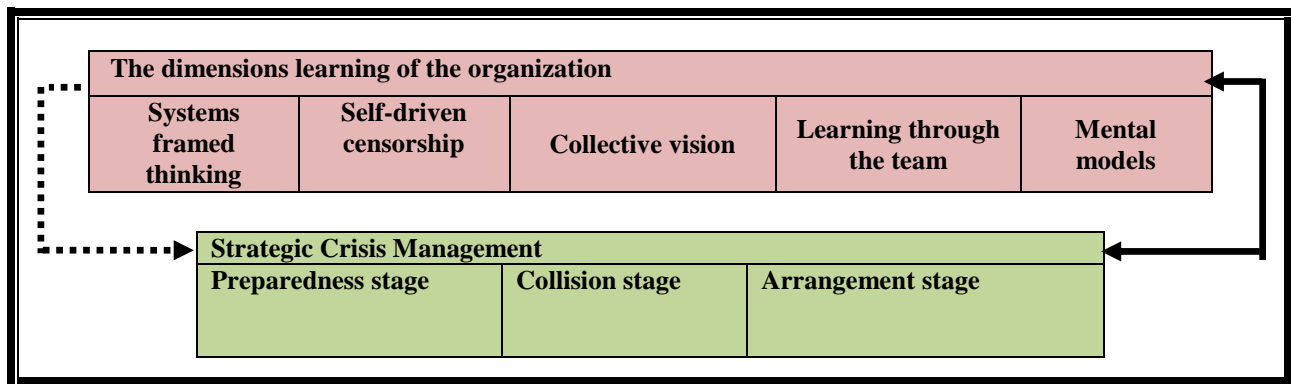 The dimensions learning of the organization
Systems
framed
thinking
Self-driven
censorship
Collective vision
Learning through
the team
Mental
models
Strategic Crisis Management
Preparedness stage
Collision stage
Arrangement stage